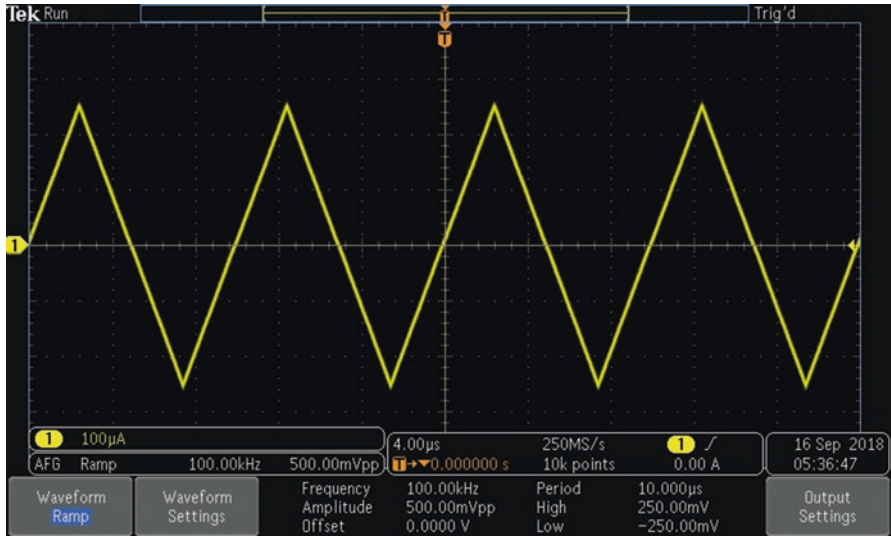 Tek Run Trig'd
T
T
1
1 100µA
AFG Ramp 100.00kHz 500.00mVpp
4.00µs 250MS/s 1
T→▼0.000000 s 10k points 0.00 A
16 Sep 2018
05:36:47
Waveform
Ramp
Waveform
Settings
Frequency 100.00kHz Period 10.000µs
Amplitude 500.00mVpp High 250.00mV
Offset 0.0000 V Low -250.00mV
Output
Settings